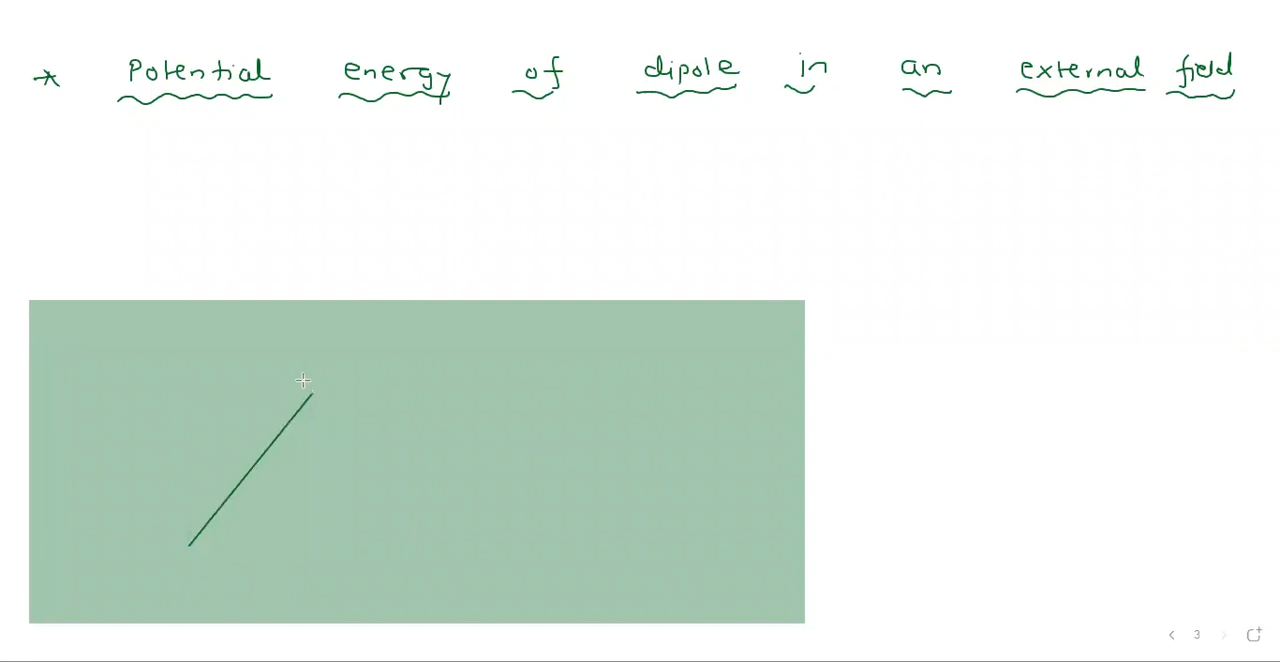 * Potential energy of dipole in an external field
3